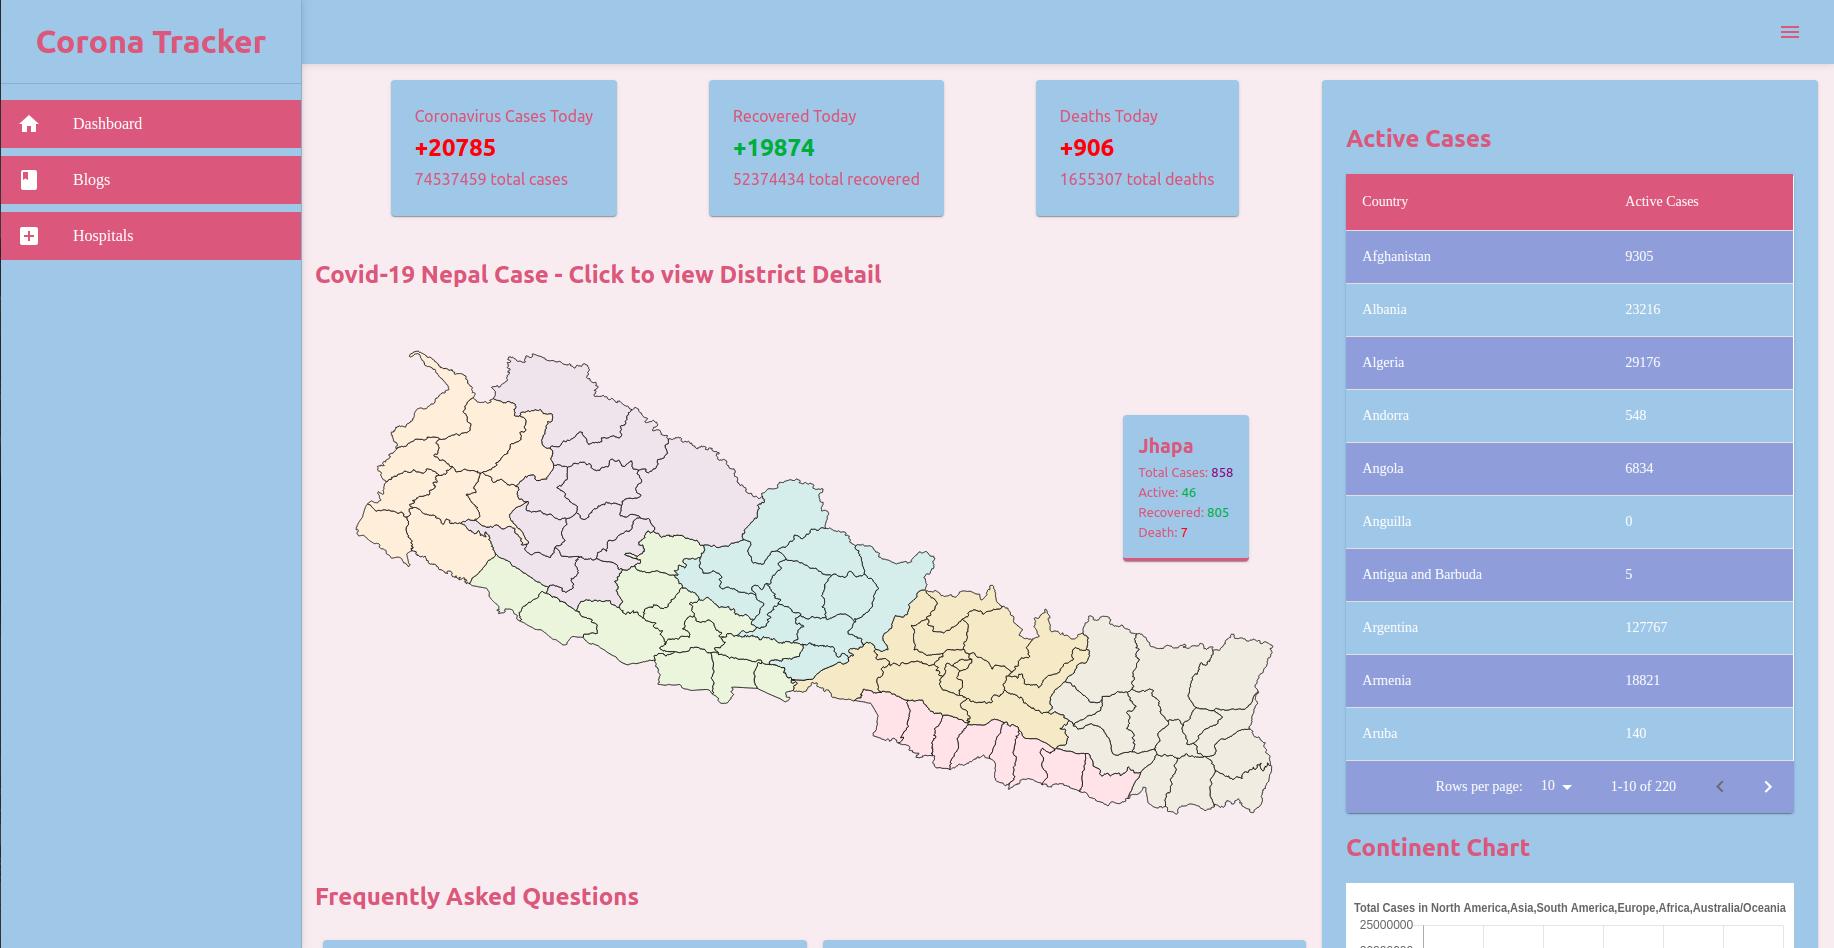 Corona Tracker
Dashboard
Blogs
Hospitals
Coronavirus Cases Today
+20785
74537459 total cases
Recovered Today
+19874
52374434 total recovered
Deaths Today
+906
1655307 total deaths
Covid-19 Nepal Case - Click to view District Detail
Jhapa
Total Cases: 858
Active: 46
Recovered: 805
Death: 7
Frequently Asked Questions
Active Cases
Country Active Cases
Afghanistan 9305
Albania 23216
Algeria 29176
Andorra 548
Angola 6834
Anguilla 0
Antigua and Barbuda 5
Argentina 127767
Armenia 18821
Aruba 140
Rows per page: 10 1-10 of 220
Continent Chart
Total Cases in North America,Asia,South America,Europe,Africa,Australia/Oceania
25000000